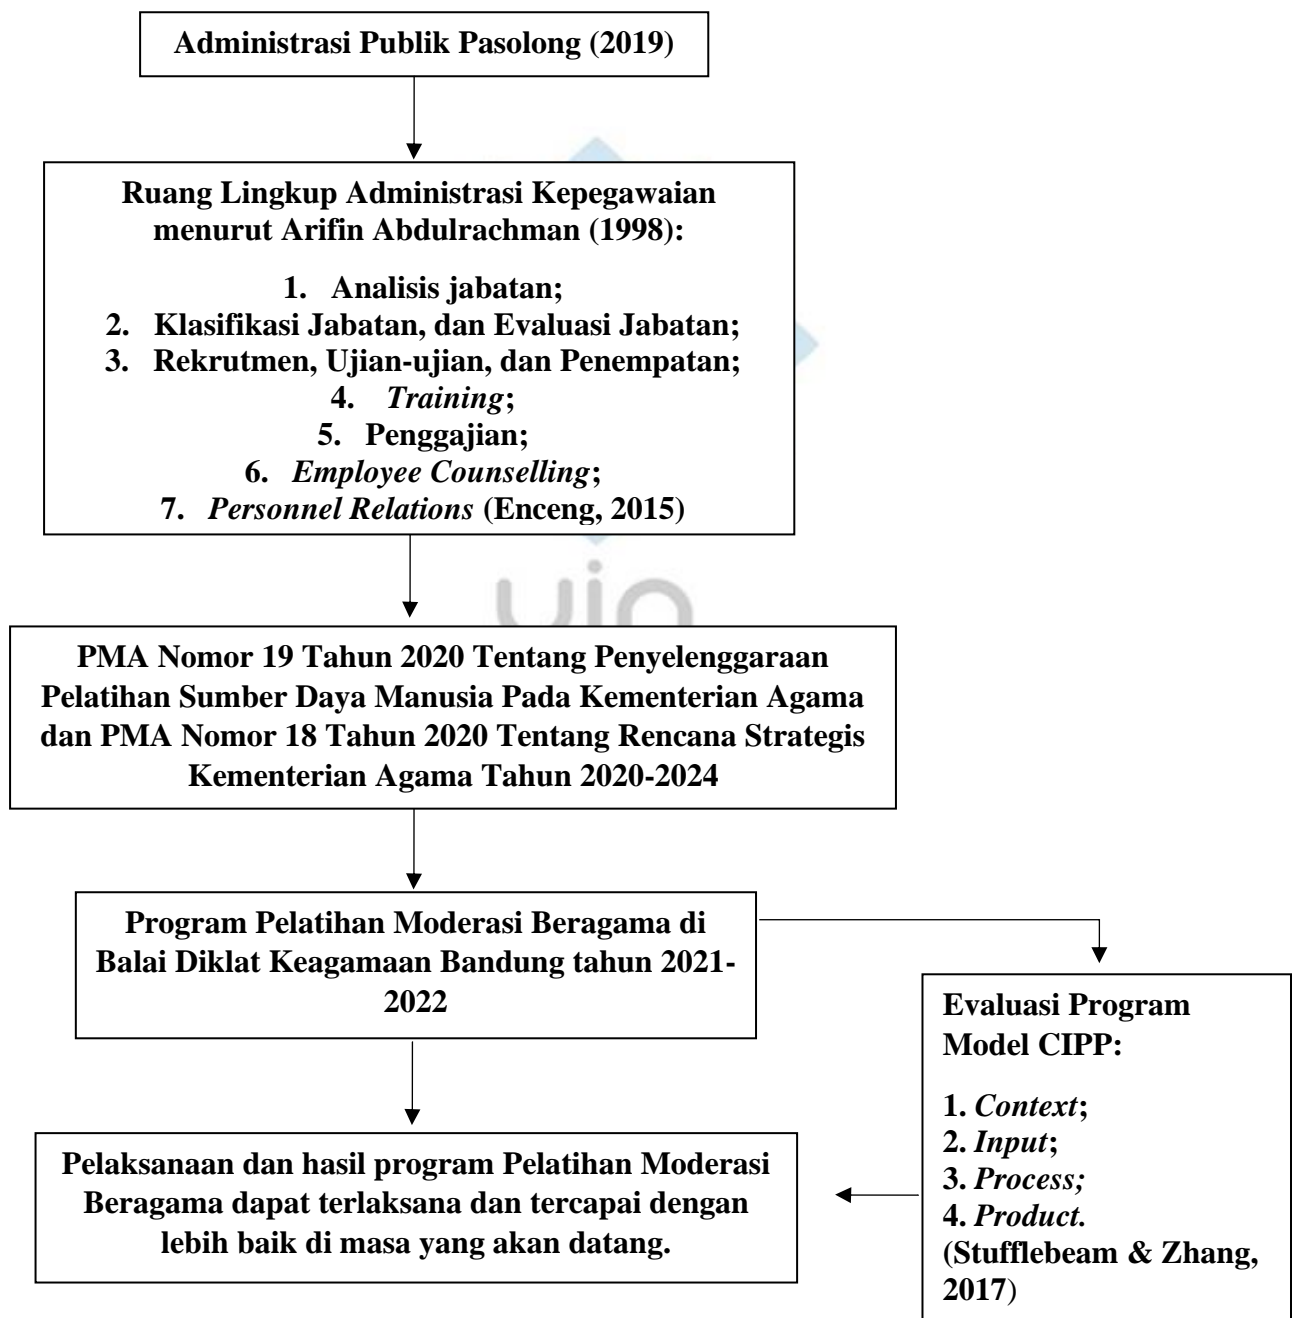 Administrasi Publik Pasolong (2019)
Ruang Lingkup Administrasi Kepegawaian
menurut Arifin Abdulrachman (1998):
1. Analisis jabatan;
2. Klasifikasi Jabatan, dan Evaluasi Jabatan;
3. Rekrutmen, Ujian-ujian, dan Penempatan;
4. Training;
5. Penggajian;
6. Employee Counselling;
7. Personnel Relations (Enceng, 2015)
uin
PMA Nomor 19 Tahun 2020 Tentang Penyelenggaraan
Pelatihan Sumber Daya Manusia Pada Kementerian Agama
dan PMA Nomor 18 Tahun 2020 Tentang Rencana Strategis
Kementerian Agama Tahun 2020-2024
Program Pelatihan Moderasi Beragama di
Balai Diklat Keagamaan Bandung tahun 2021-
2022
Evaluasi Program
Model CIPP:
1. Context;
2. Input;
3. Process;
4. Product.
(Stufflebeam & Zhang,
2017)
Pelaksanaan dan hasil program Pelatihan Moderasi
Beragama dapat terlaksana dan tercapai dengan
lebih baik di masa yang akan datang.